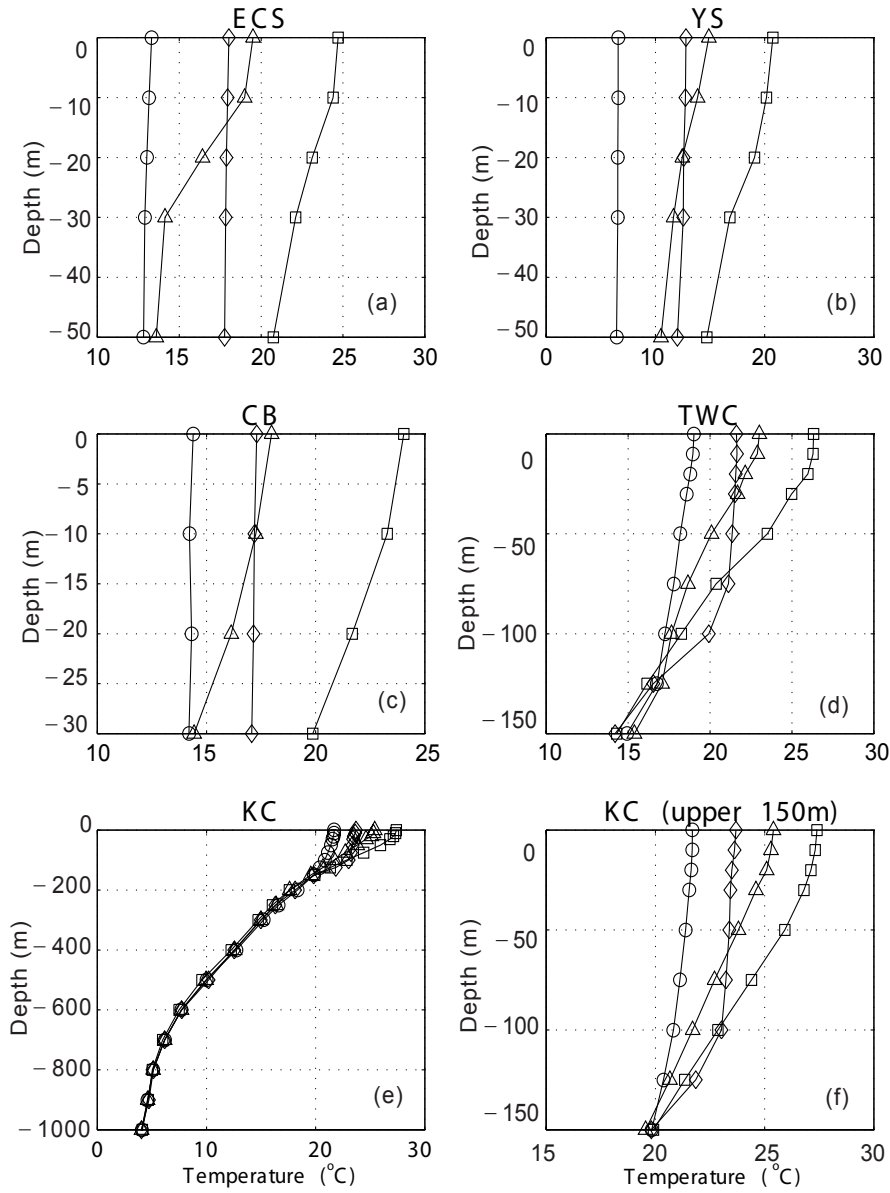 ECS
0
−10
−20
−30
−40
−50
Depth (m)
(a)
10 15 20 25 30
YS
0
−10
−20
−30
−40
−50
Depth (m)
(b)
0 10 20 30
CB
0
−5
−10
−15
−20
−25
−30
Depth (m)
(c)
10 15 20 25
TWC
0
−50
−100
−150
Depth (m)
(d)
10 15 20 25 30
KC
0
−200
−400
−600
−800
−1000
Depth (m)
(e)
0 10 20 30
Temperature (°C)
KC (upper 150m)
0
−50
−100
−150
Depth (m)
(f)
15 20 25 30
Temperature (°C)